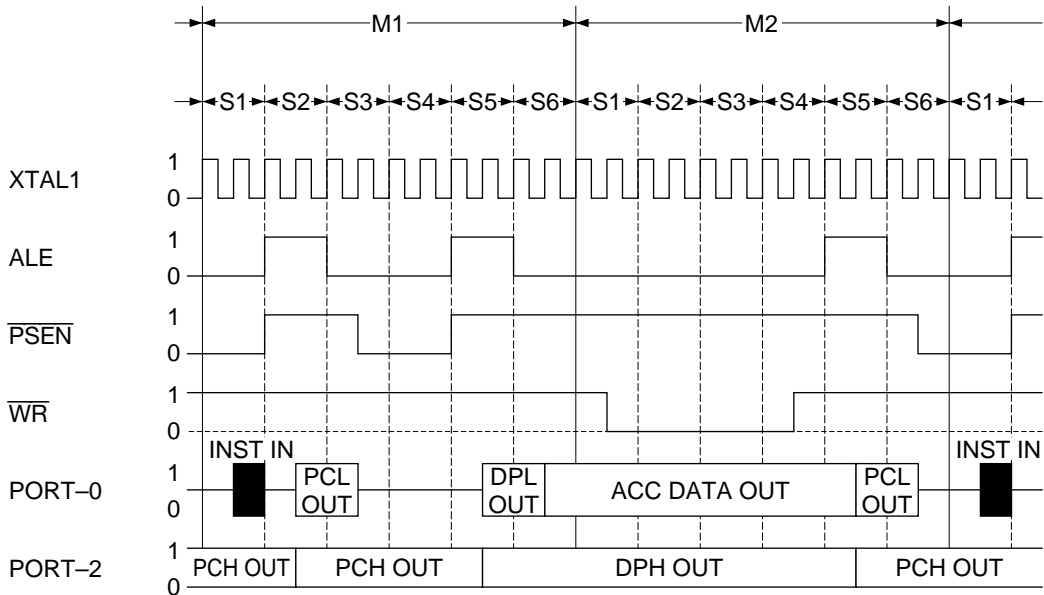 M1 M2
S1 S2 S3 S4 S5 S6 S1 S2 S3 S4 S5 S6 S1
XTAL1 1 0
ALE 1 0
PSEN 1 0
WR 1 0
INST IN INST IN
PORT–0 1 0 PCL OUT DPL OUT ACC DATA OUT PCL OUT
PORT–2 1 0 PCH OUT PCH OUT DPH OUT PCH OUT